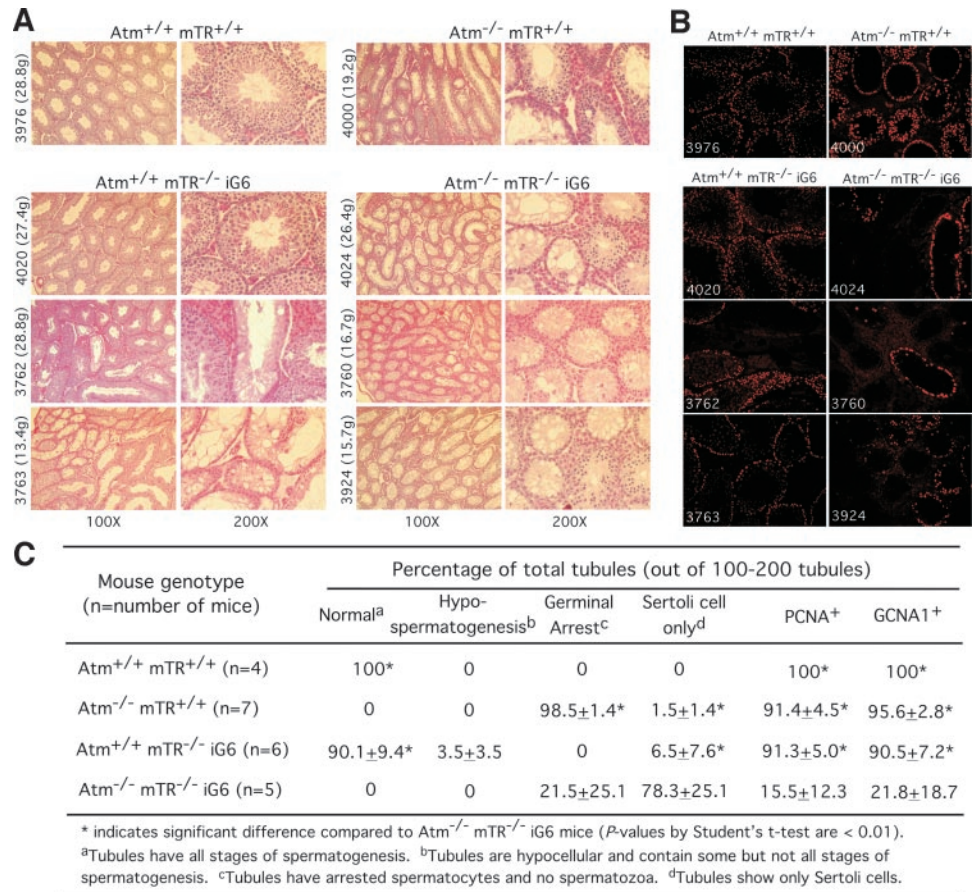 A
Atm+/+ mTR+/+
Atm-/- mTR+/+
3976 (28.8g)
4000 (19.2g)
Atm+/+ mTR-/- iG6
Atm-/- mTR-/- iG6
4020 (27.4g)
4024 (26.4g)
3762 (28.8g)
3760 (16.7g)
3763 (13.4g)
3924 (15.7g)
100X 200X 100X 200X
B
Atm+/+ mTR+/+ Atm-/- mTR+/+
3976 4000
Atm+/+ mTR-/- iG6 Atm-/- mTR-/- iG6
4020 4024
3762 3760
3763 3924
C
Mouse genotype
(n=number of mice)
Percentage of total tubules (out of 100-200 tubules)
Normala
Hypo-
spermatogenesisb
Germinal
Arrestc
Sertoli cell
onlyd
PCNA+
GCNA1+
Atm+/+ mTR+/+ (n=4) 100* 0 0 0 100* 100*
Atm-/- mTR+/+ (n=7) 0 0 98.5±1.4* 1.5±1.4* 91.4±4.5* 95.6±2.8*
Atm+/+ mTR-/- iG6 (n=6) 90.1±9.4* 3.5±3.5 0 6.5±7.6* 91.3±5.0* 90.5±7.2*
Atm-/- mTR-/- iG6 (n=5) 0 0 21.5±25.1 78.3±25.1 15.5±12.3 21.8±18.7
* indicates significant difference compared to Atm-/- mTR-/- iG6 mice (P-values by Student's t-test are < 0.01).
aTubules have all stages of spermatogenesis. bTubules are hypocellular and contain some but not all stages of
spermatogenesis. cTubules have arrested spermatocytes and no spermatozoa. dTubules show only Sertoli cells.